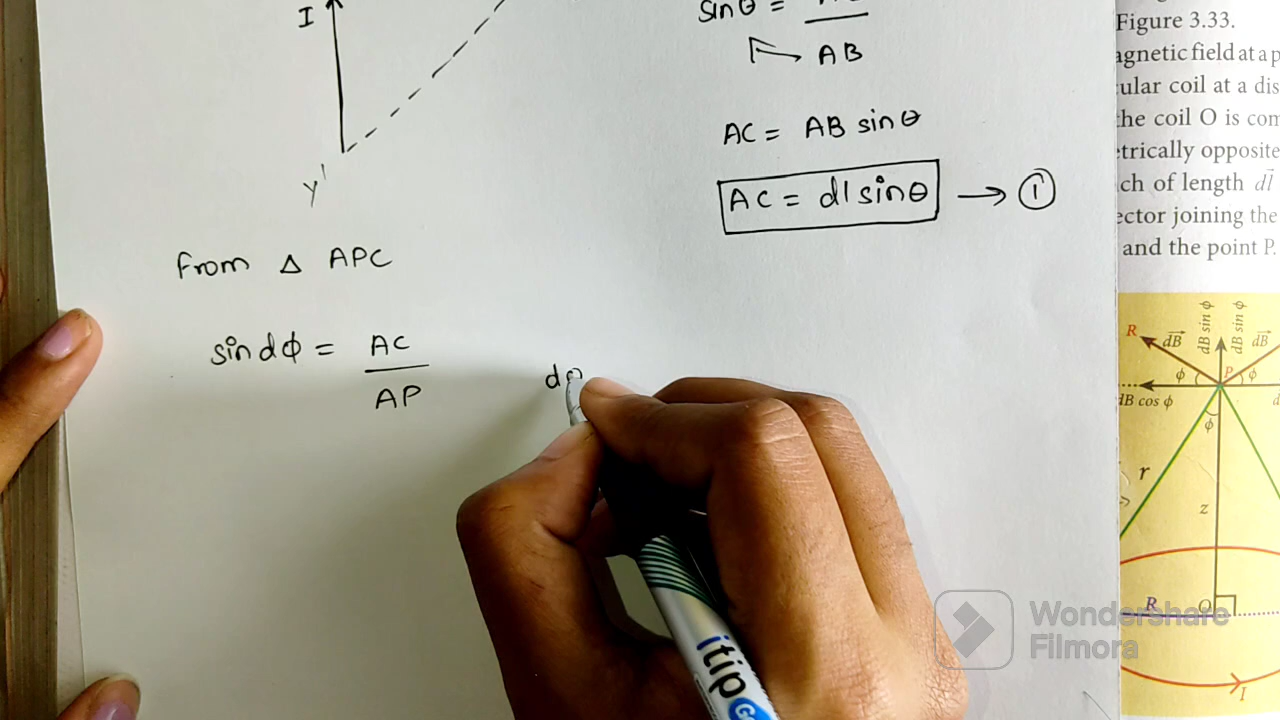 I
Y'
sinθ =
AB
AC = AB sinθ
AC = dl sinθ → ①
From △ APC
sin dϕ = AC
AP
d
itip
Go
Wondershare
Filmora
Figure 3.33.
agnetic field at a p
ular coil at a dis
he coil O is com
trically opposite
ch of length dl
ector joining the
and the point P.
R
dB
dB sin ϕ
dB sin ϕ
dB
ϕ
P
ϕ
dB cos ϕ
d
ϕ
r
z
R
O
I